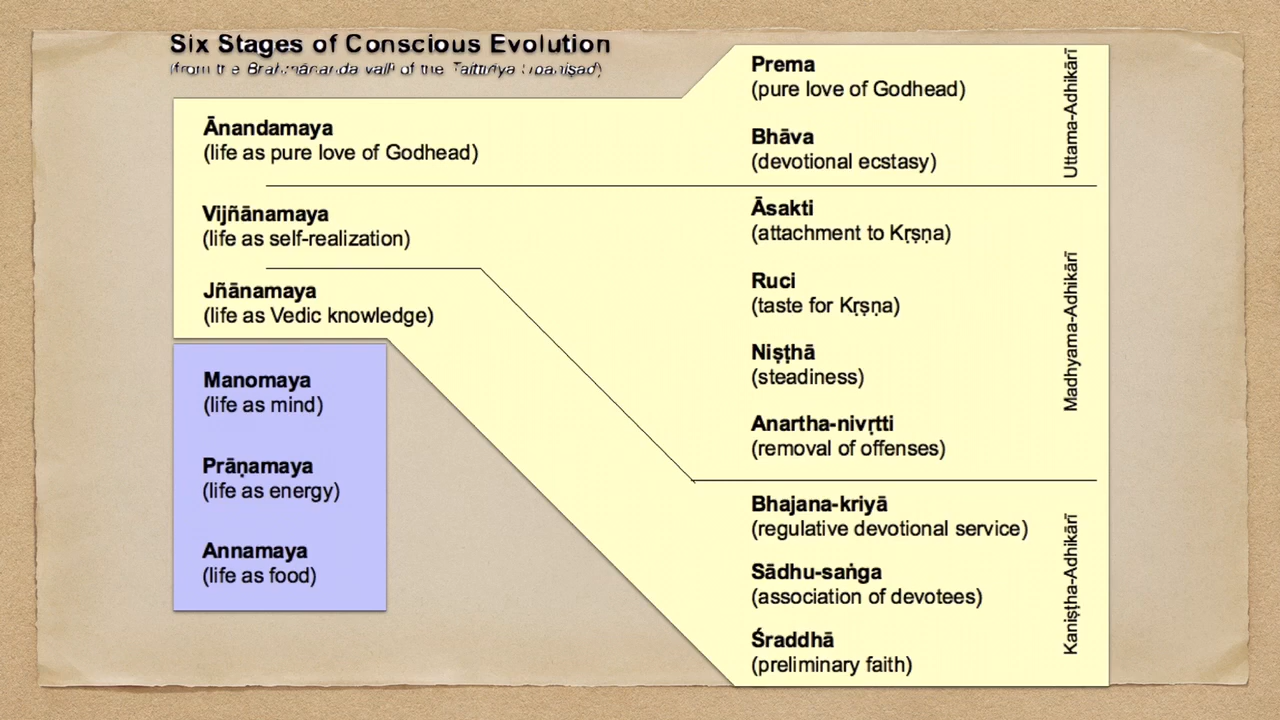 Six Stages of Conscious Evolution
(from the Brahmānanda valli of the Taittirīya
Ānandamaya
(life as pure love of Godhead)
Vijñānamaya
(life as self-realization)
Jñānamaya
(life as Vedic knowledge)
Manomaya
(life as mind)
Prāṇamaya
(life as energy)
Annamaya
(life as food)
Prema
(pure love of Godhead)
Bhāva
(devotional ecstasy)
Āsakti
(attachment to Kṛṣṇa)
Ruci
(taste for Kṛṣṇa)
Niṣṭhā
(steadiness)
Anartha-nivṛtti
(removal of offenses)
Bhajana-kriyā
(regulative devotional service)
Sādhu-saṅga
(association of devotees)
Śraddhā
(preliminary faith)
Uttama-Adhikārī
Madhyama-Adhikārī
Kaniṣṭha-Adhikārī